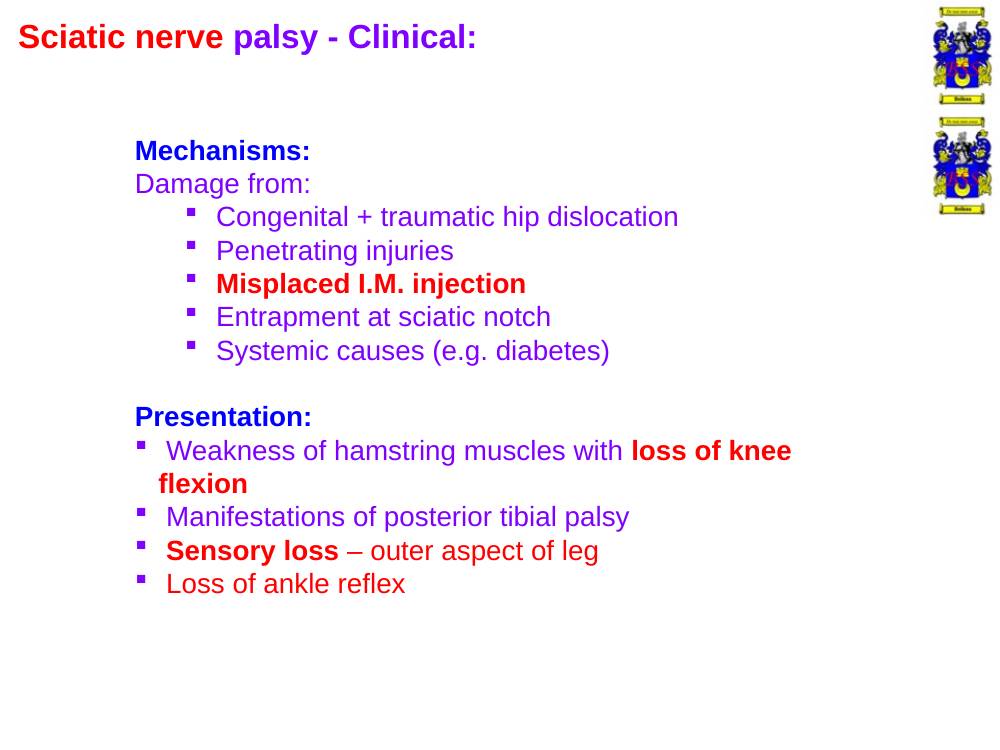 Sciatic nerve palsy - Clinical:
Mechanisms:
Damage from:
▪ Congenital + traumatic hip dislocation
▪ Penetrating injuries
▪ Misplaced I.M. injection
▪ Entrapment at sciatic notch
▪ Systemic causes (e.g. diabetes)
Presentation:
▪ Weakness of hamstring muscles with loss of knee
flexion
▪ Manifestations of posterior tibial palsy
▪ Sensory loss – outer aspect of leg
▪ Loss of ankle reflex